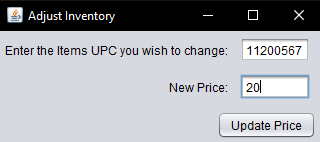 Adjust Inventory
Enter the Items UPC you wish to change: 11200567
New Price: 20
Update Price